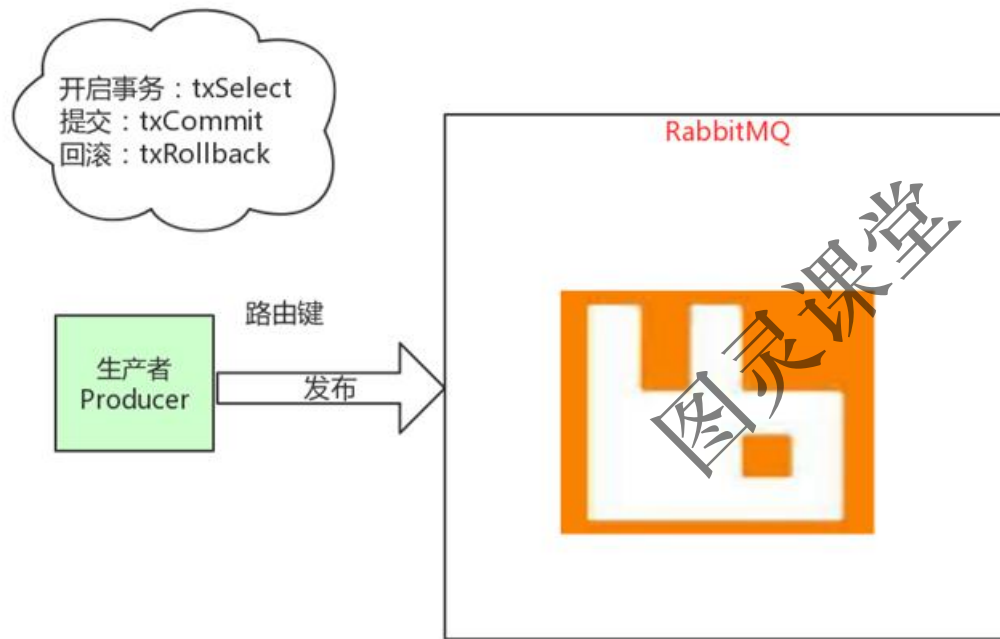 开启事务：txSelect
提交：txCommit
回滚：txRollback
RabbitMQ
路由键
生产者
Producer
发布
图灵课堂